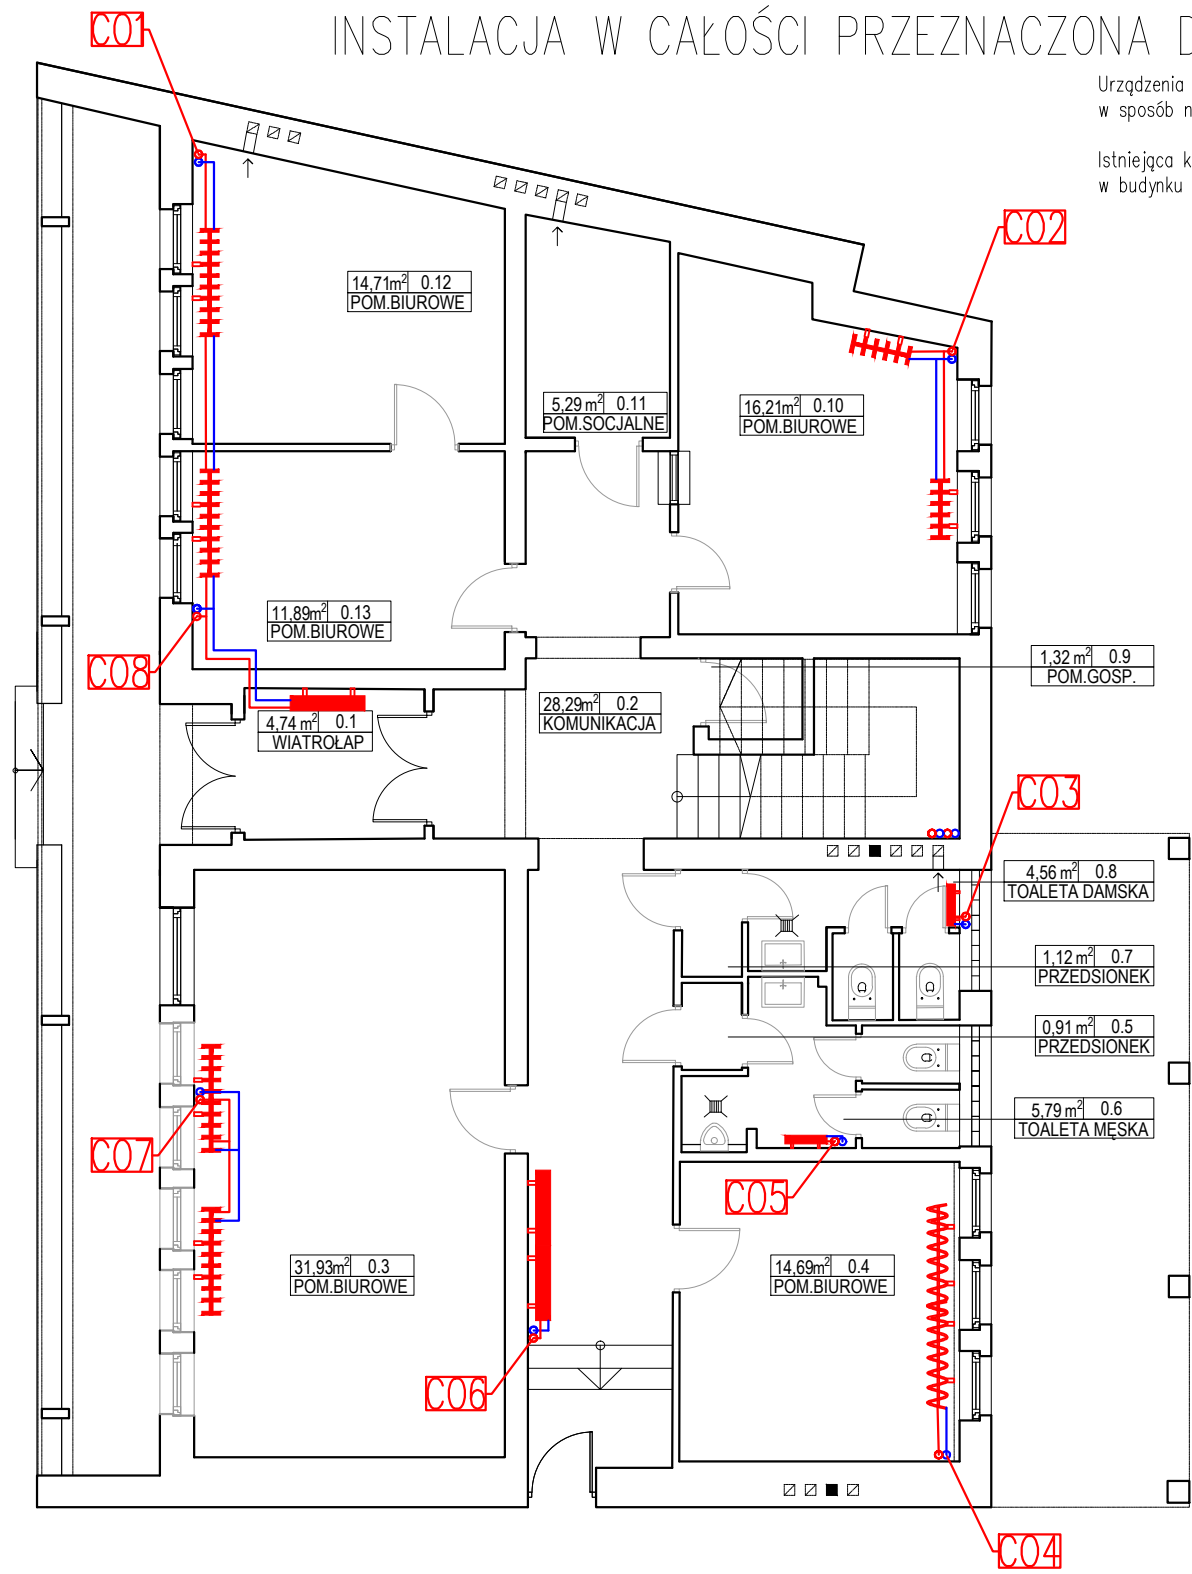 INSTALACJA W CAŁOŚCI PRZEZNACZONA D
Urządzenia
w sposób n
Istniejąca k
w budynku
CO1
CO2
14,71m² 0.12
POM.BIUROWE
5,29 m² 0.11
POM.SOCJALNE
16,21m² 0.10
POM.BIUROWE
11,89m² 0.13
POM.BIUROWE
CO8
1,32 m² 0.9
POM.GOSP.
4,74 m² 0.1
WIATROŁAP
28,29m² 0.2
KOMUNIKACJA
CO3
4,56 m² 0.8
TOALETA DAMSKA
1,12 m² 0.7
PRZEDSIONEK
0,91 m² 0.5
PRZEDSIONEK
5,79 m² 0.6
TOALETA MĘSKA
CO7
CO5
31,93m² 0.3
POM.BIUROWE
14,69m² 0.4
POM.BIUROWE
CO6
CO4